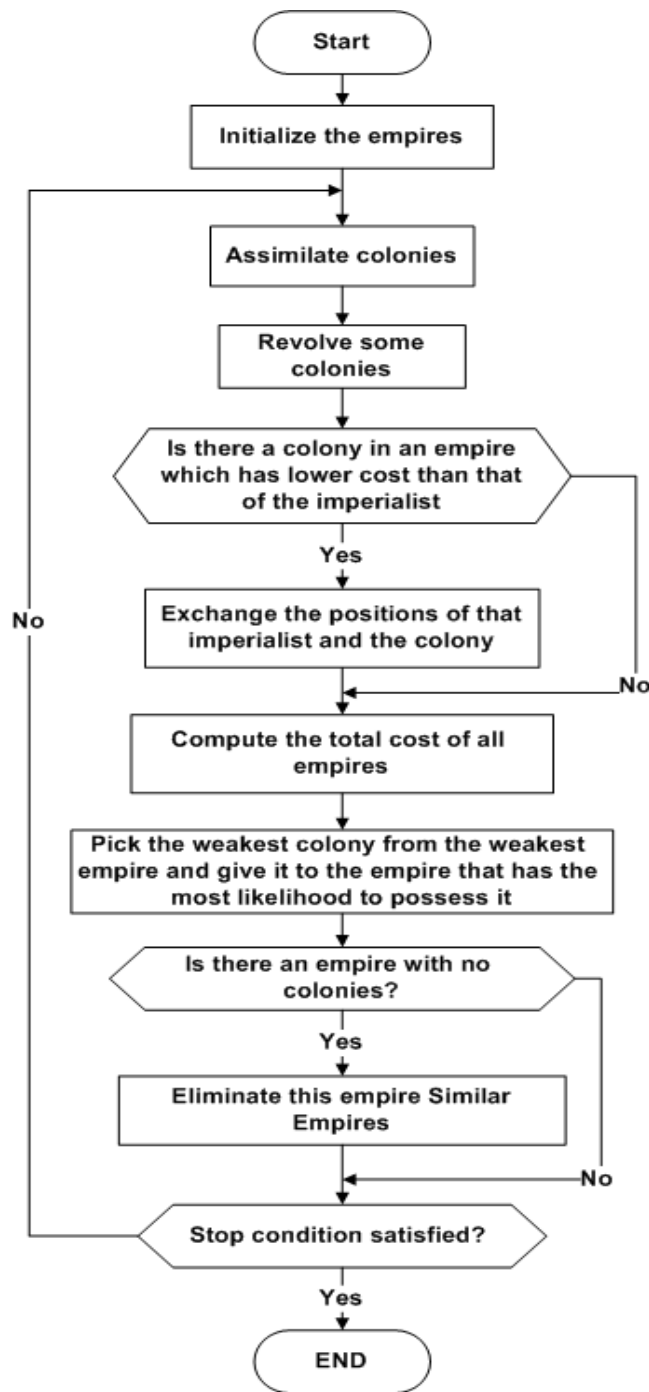 Start
Initialize the empires
Assimilate colonies
Revolve some
colonies
Is there a colony in an empire
which has lower cost than that
of the imperialist
Yes
No
Exchange the positions of that
imperialist and the colony
No
Compute the total cost of all
empires
Pick the weakest colony from the weakest
empire and give it to the empire that has the
most likelihood to possess it
Is there an empire with no
colonies?
Yes
Eliminate this empire Similar
Empires
No
Stop condition satisfied?
Yes
END